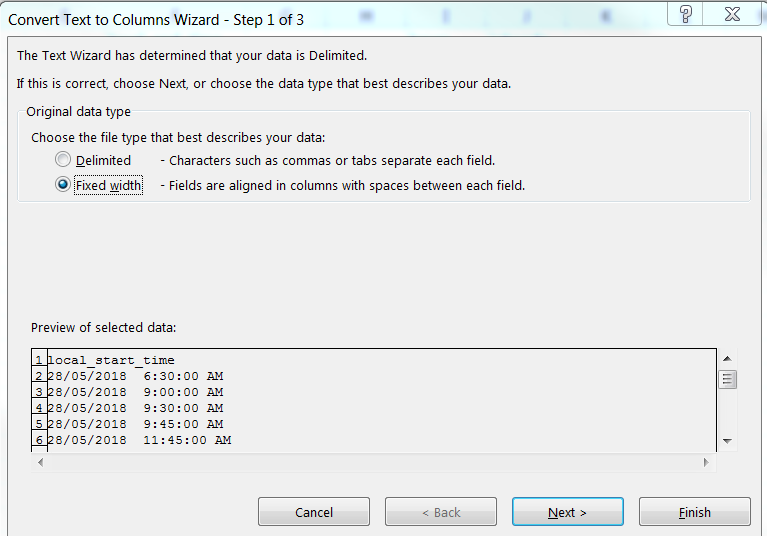 Convert Text to Columns Wizard - Step 1 of 3
The Text Wizard has determined that your data is Delimited.
If this is correct, choose Next, or choose the data type that best describes your data.
Original data type
Choose the file type that best describes your data:
Delimited - Characters such as commas or tabs separate each field.
Fixed width - Fields are aligned in columns with spaces between each field.
Preview of selected data:
1 local_start_time
2 28/05/2018 6:30:00 AM
3 28/05/2018 9:00:00 AM
4 28/05/2018 9:30:00 AM
5 28/05/2018 9:45:00 AM
6 28/05/2018 11:45:00 AM
Cancel < Back Next > Finish